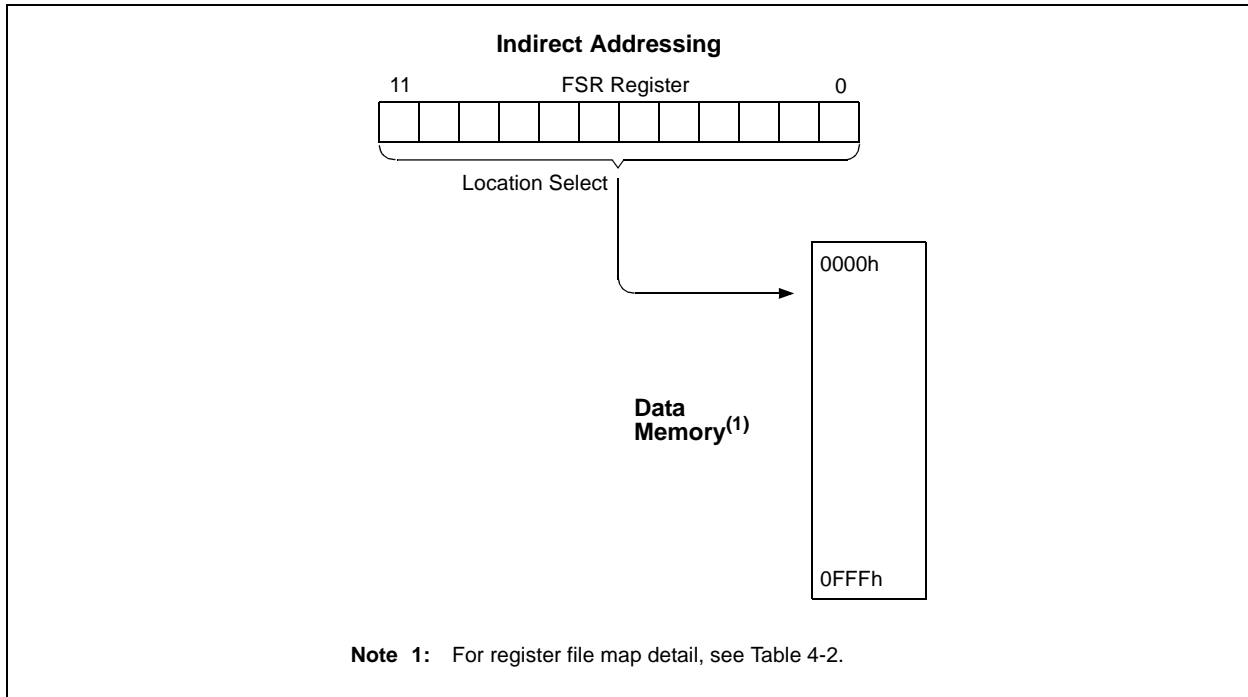 Indirect Addressing
11 FSR Register 0
Location Select
0000h
Data
Memory(1)
0FFFh
Note 1: For register file map detail, see Table 4-2.